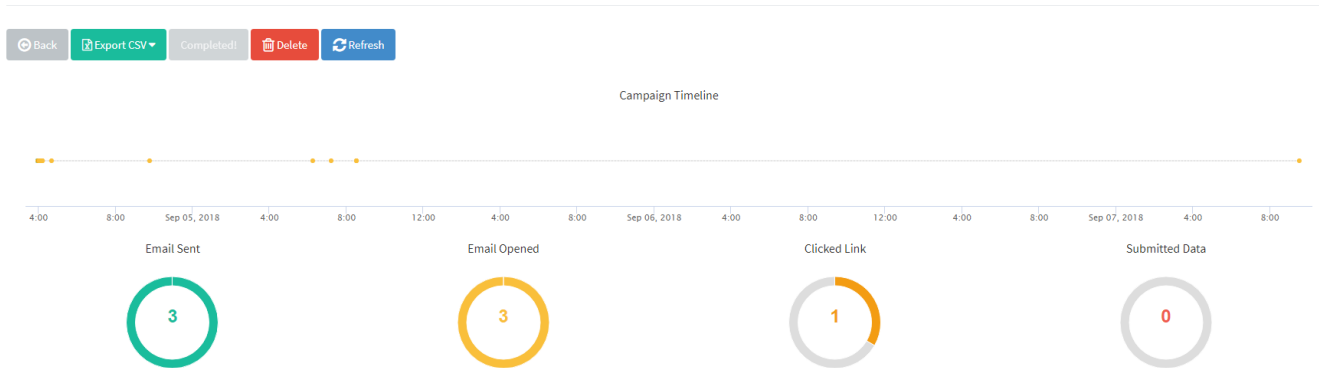 Back Export CSV Completed! Delete Refresh
Campaign Timeline
4:00 8:00 Sep 05, 2018 4:00 8:00 12:00 4:00 8:00 Sep 06, 2018 4:00 8:00 12:00 4:00 8:00 Sep 07, 2018 4:00 8:00
Email Sent Email Opened Clicked Link Submitted Data
3 3 1 0